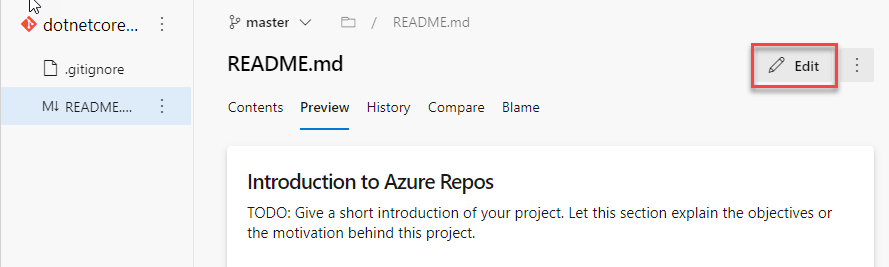 dotnetcore...
.gitignore
M↓ README....
master
/ README.md
README.md
Edit
Contents Preview History Compare Blame
Introduction to Azure Repos
TODO: Give a short introduction of your project. Let this section explain the objectives or
the motivation behind this project.